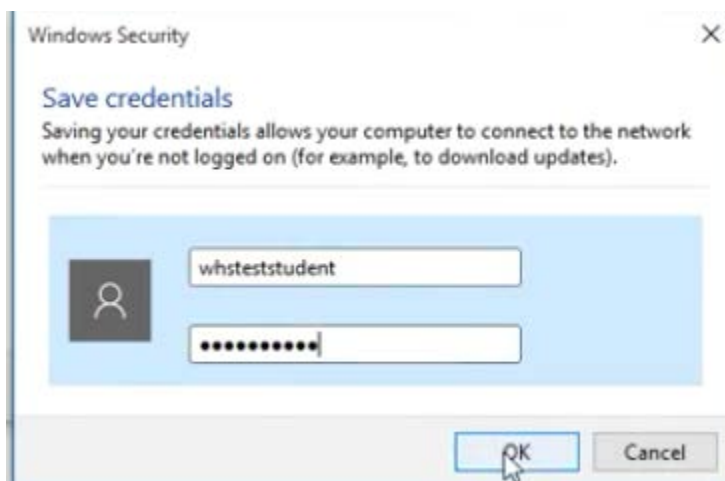 Windows Security
Save credentials
Saving your credentials allows your computer to connect to the network
when you're not logged on (for example, to download updates).
whsteststudent
●●●●●●●●●●
OK
Cancel